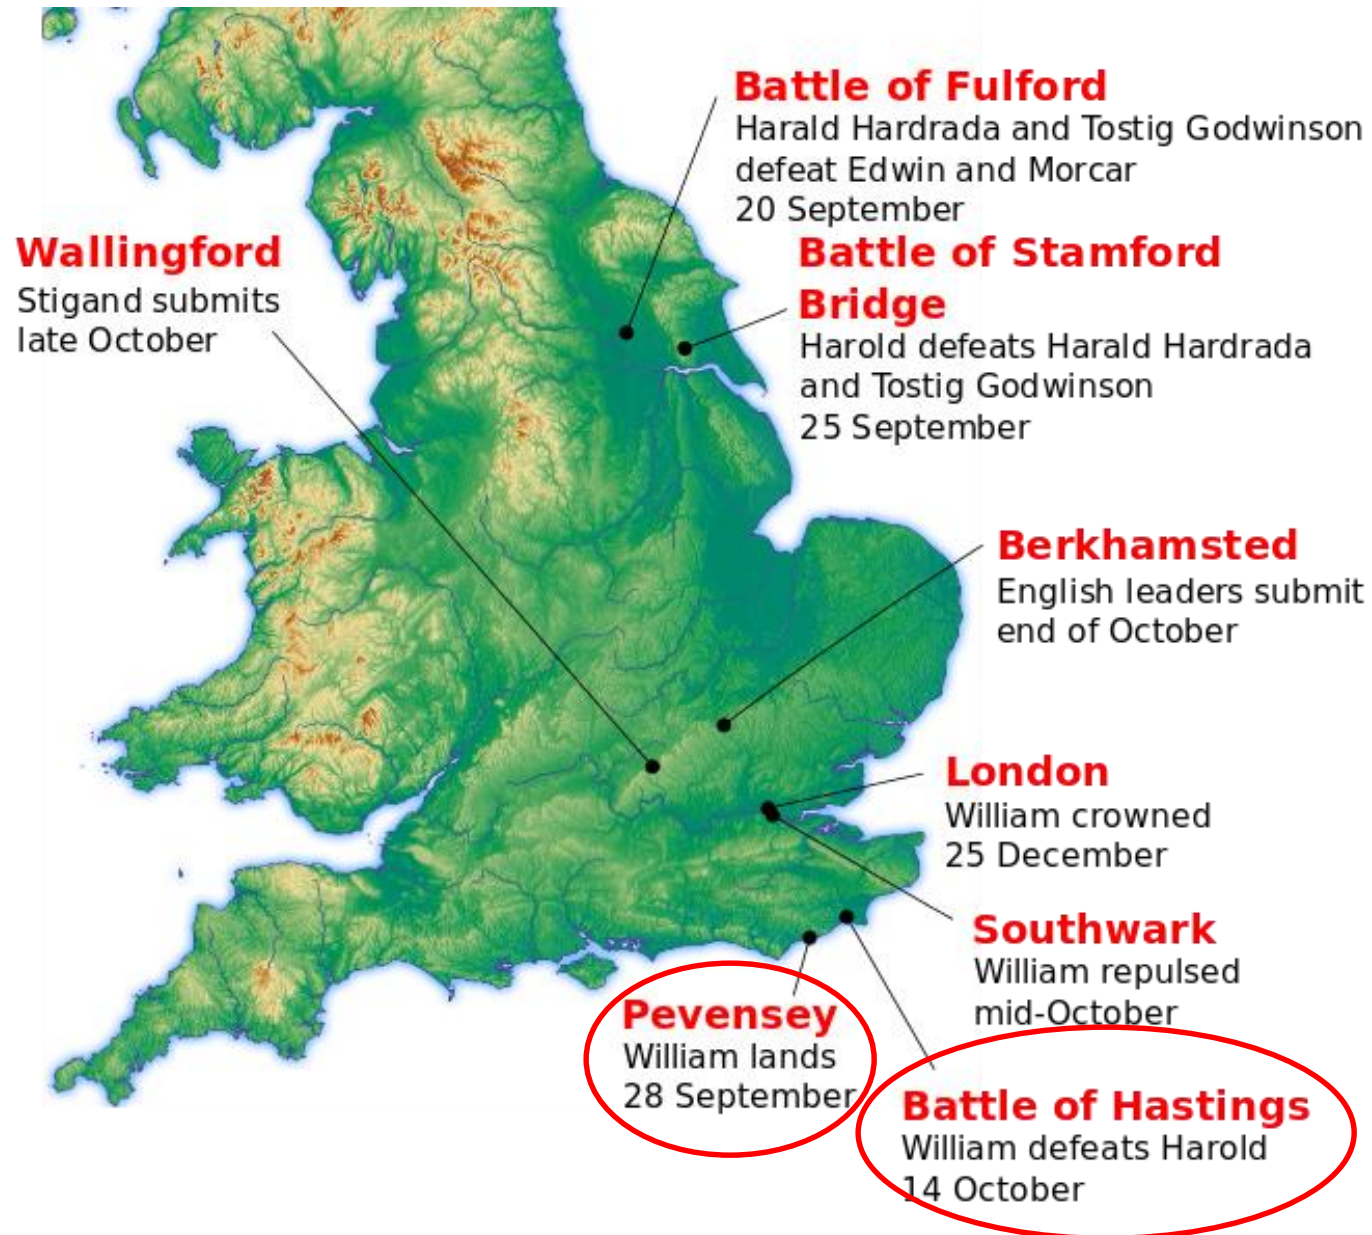 Battle of Fulford
Harald Hardrada and Tostig Godwinson
defeat Edwin and Morcar
20 September
Wallingford
Stigand submits
late October
Battle of Stamford
Bridge
Harold defeats Harald Hardrada
and Tostig Godwinson
25 September
Berkhamsted
English leaders submit
end of October
London
William crowned
25 December
Southwark
William repulsed
mid-October
Pevensey
William lands
28 September
Battle of Hastings
William defeats Harold
14 October